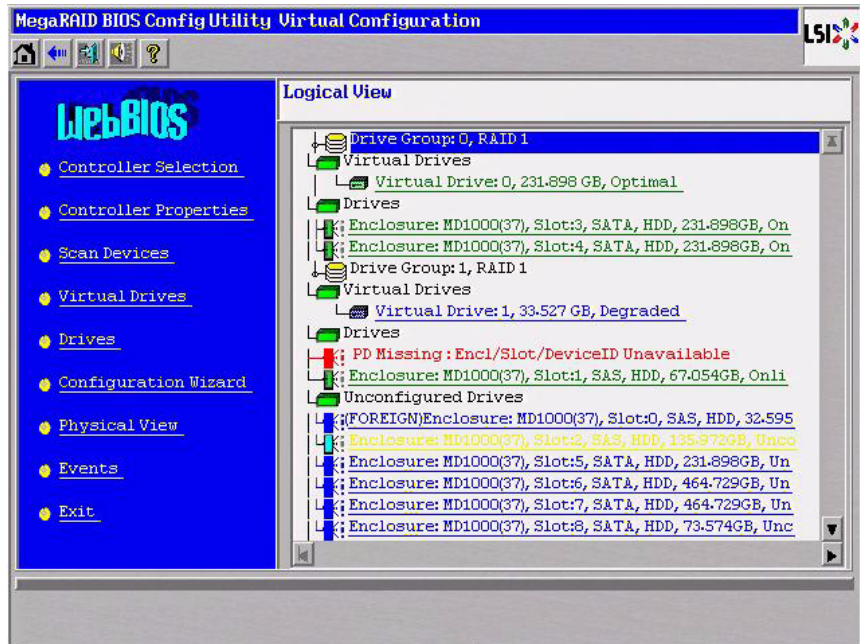 MegaRAID BIOS Config Utility Virtual Configuration
LSI
?
Logical View
WebBIOS
Controller Selection
Controller Properties
Scan Devices
Virtual Drives
Drives
Configuration Wizard
Physical View
Events
Exit
Drive Group: 0, RAID 1
Virtual Drives
Virtual Drive: 0, 231.898 GB, Optimal
Drives
Enclosure: MD1000(37), Slot:3, SATA, HDD, 231.898GB, On
Enclosure: MD1000(37), Slot:4, SATA, HDD, 231.898GB, On
Drive Group: 1, RAID 1
Virtual Drives
Virtual Drive: 1, 33.527 GB, Degraded
Drives
PD Missing : Encl/Slot/DeviceID Unavailable
Enclosure: MD1000(37), Slot:1, SAS, HDD, 67.054GB, Onli
Unconfigured Drives
(FOREIGN)Enclosure: MD1000(37), Slot:0, SAS, HDD, 32.595
Enclosure: MD1000(37), Slot:2, SAS, HDD, 135.972GB, Unco
Enclosure: MD1000(37), Slot:5, SATA, HDD, 231.898GB, Un
Enclosure: MD1000(37), Slot:6, SATA, HDD, 464.729GB, Un
Enclosure: MD1000(37), Slot:7, SATA, HDD, 464.729GB, Un
Enclosure: MD1000(37), Slot:8, SATA, HDD, 73.574GB, Unc